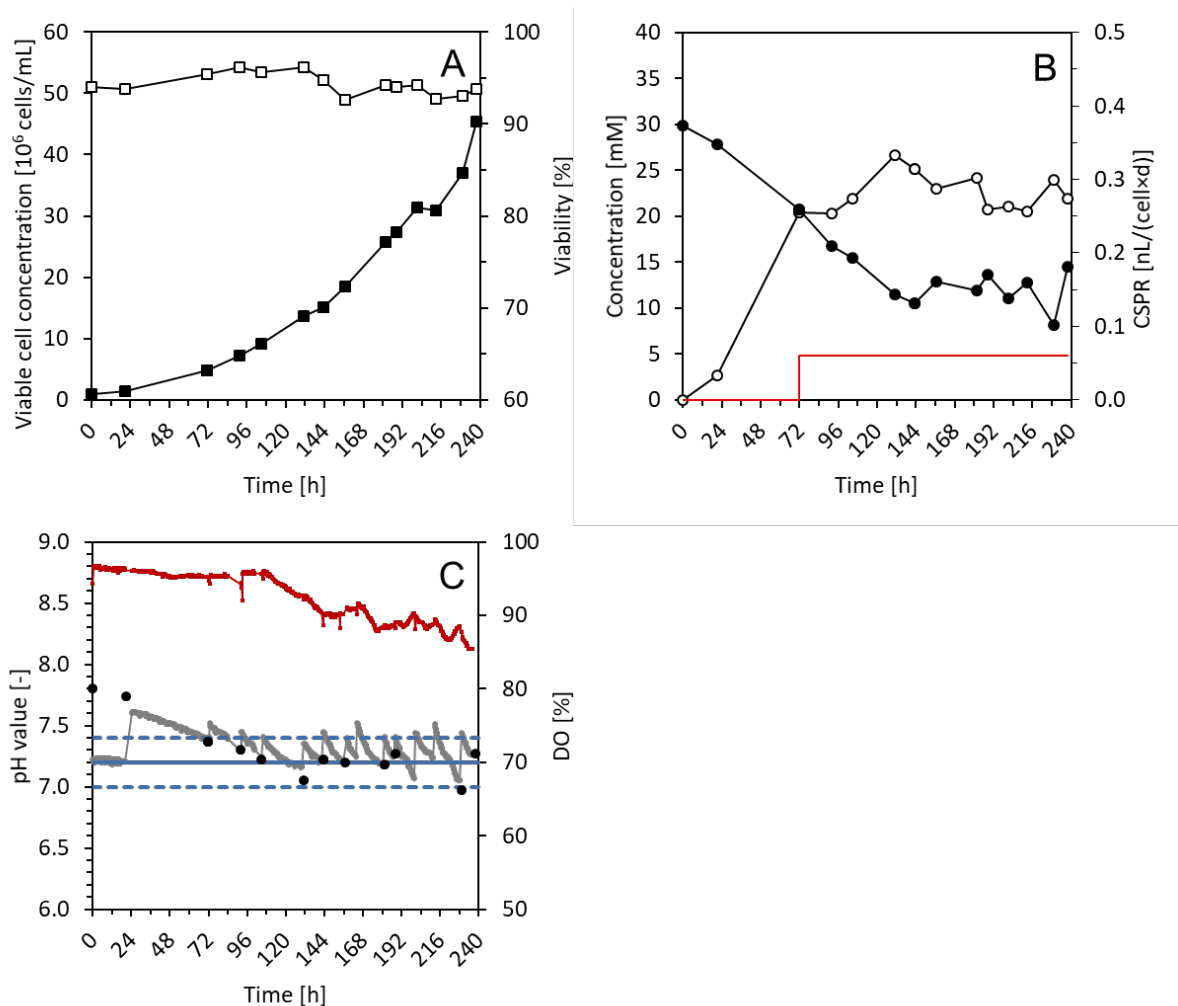 A
Viable cell concentration [10⁶ cells/mL]
60
50
40
30
20
10
0
100
90
80
70
60
Viability [%]
0 24 48 72 96 120 144 168 192 216 240
Time [h]
B
Concentration [mM]
40
35
30
25
20
15
10
5
0
0.5
0.4
0.3
0.2
0.1
0.0
CSPR [nL/(cell×d)]
0 24 48 72 96 120 144 168 192 216 240
Time [h]
C
pH value [-]
9.0
8.5
8.0
7.5
7.0
6.5
6.0
100
90
80
70
60
50
DO [%]
0 24 48 72 96 120 144 168 192 216 240
Time [h]